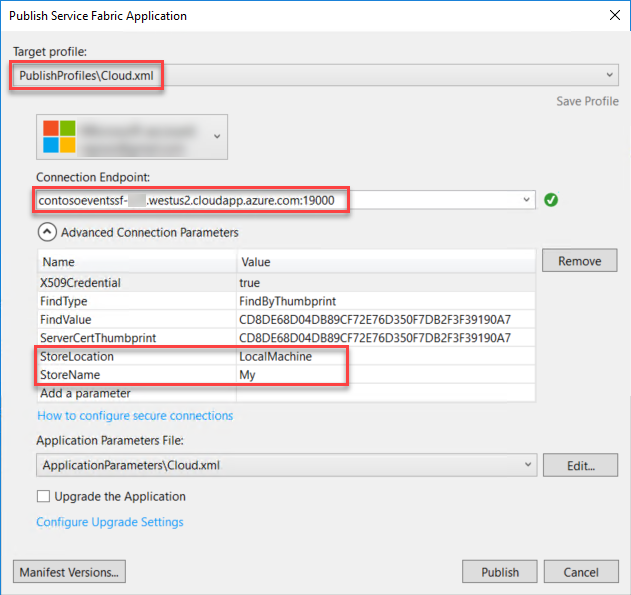 Publish Service Fabric Application
Target profile:
PublishProfiles\Cloud.xml
Save Profile
Connection Endpoint:
contosoeventssf- .westus2.cloudapp.azure.com:19000
Advanced Connection Parameters
Name Value
Remove
X509Credential true
FindType FindByThumbprint
FindValue CD8DE68D04DB89CF72E76D350F7DB2F3F39190A7
ServerCertThumbprint CD8DE68D04DB89CF72E76D350F7DB2F3F39190A7
StoreLocation LocalMachine
StoreName My
Add a parameter
How to configure secure connections
Application Parameters File:
ApplicationParameters\Cloud.xml
Edit...
Upgrade the Application
Configure Upgrade Settings
Manifest Versions... Publish Cancel